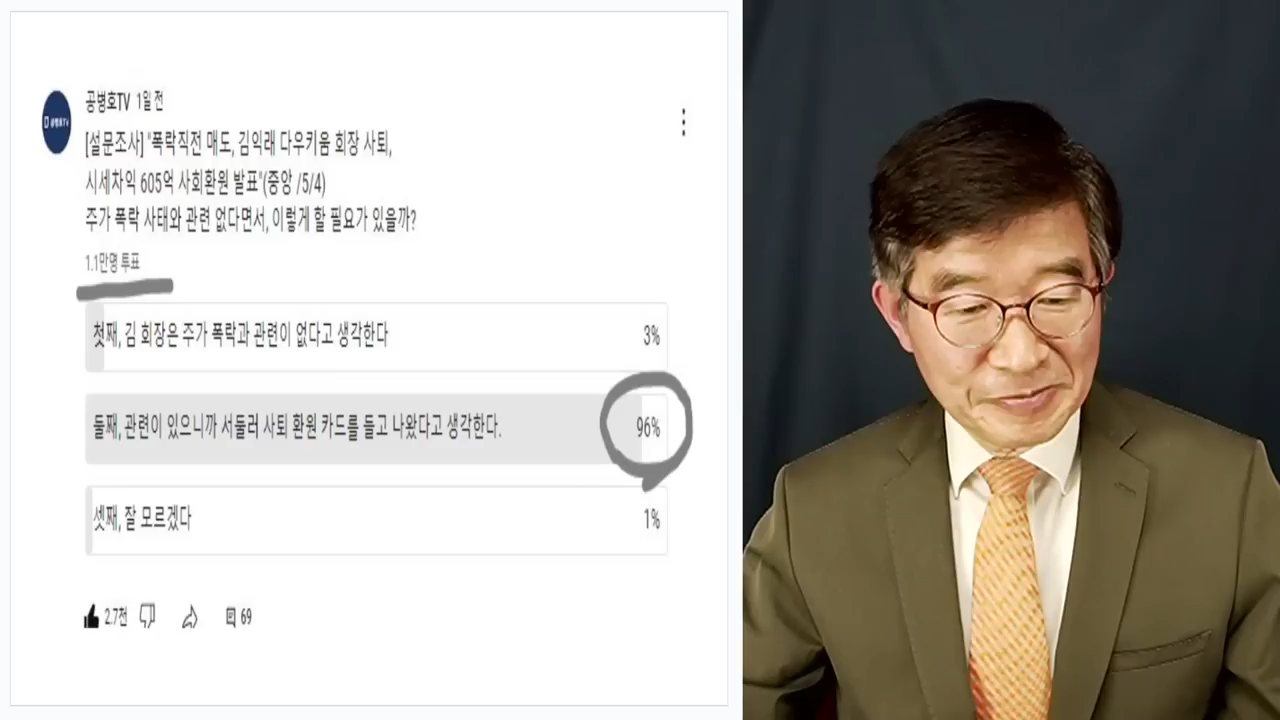 공병호TV
공병호TV 1일 전
[설문조사] "폭락직전 매도, 김익래 다우키움 회장 사퇴,
시세차익 605억 사회환원 발표"(중앙 /5/4)
주가 폭락 사태와 관련 없다면서, 이렇게 할 필요가 있을까?
1.1만명 투표
첫째, 김 회장은 주가 폭락과 관련이 없다고 생각한다 3%
둘째, 관련이 있으니까 서둘러 사퇴 환원 카드를 들고 나왔다고 생각한다. 96%
셋째, 잘 모르겠다 1%
2.7천 69